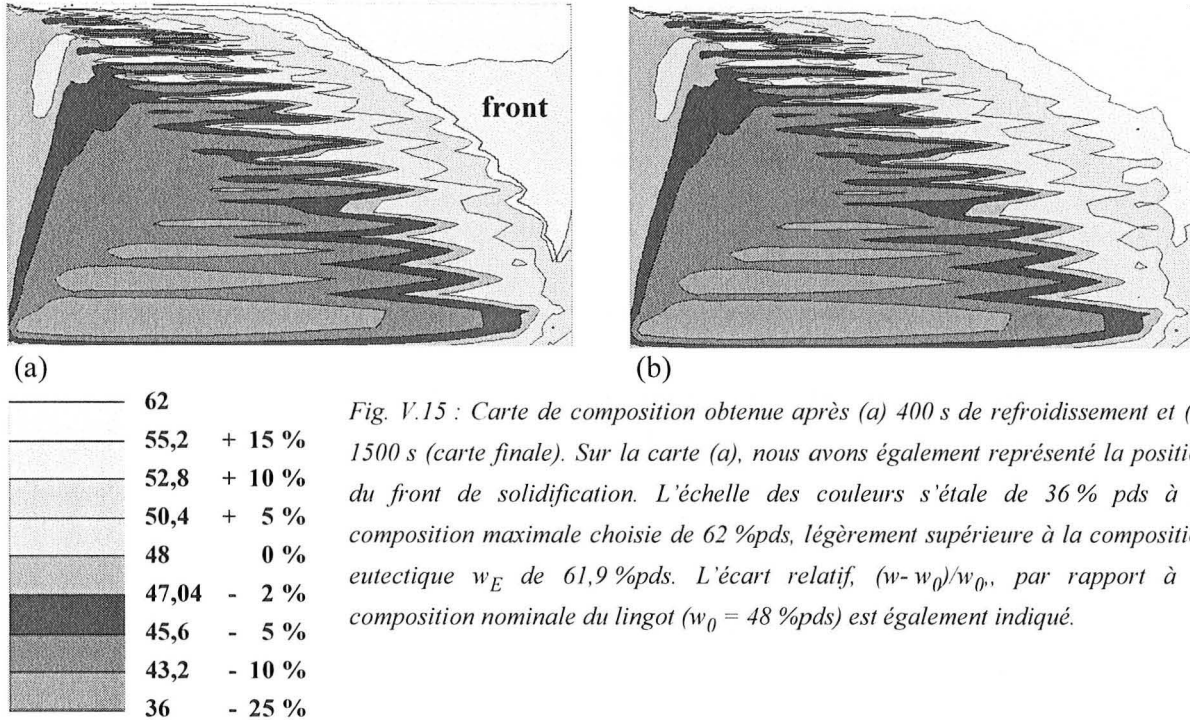 front
(a)
(b)
62
55,2 + 15 %
52,8 + 10 %
50,4 + 5 %
48 0 %
47,04 - 2 %
45,6 - 5 %
43,2 - 10 %
36 - 25 %
Fig. V.15 : Carte de composition obtenue après (a) 400 s de refroidissement et (
1500 s (carte finale). Sur la carte (a), nous avons également représenté la positi
du front de solidification. L'échelle des couleurs s'étale de 36 % pds à
composition maximale choisie de 62 %pds, légèrement supérieure à la compositi
eutectique wE de 61,9 %pds. L'écart relatif, (w- w0)/w0,, par rapport à
composition nominale du lingot (w0 = 48 %pds) est également indiqué.